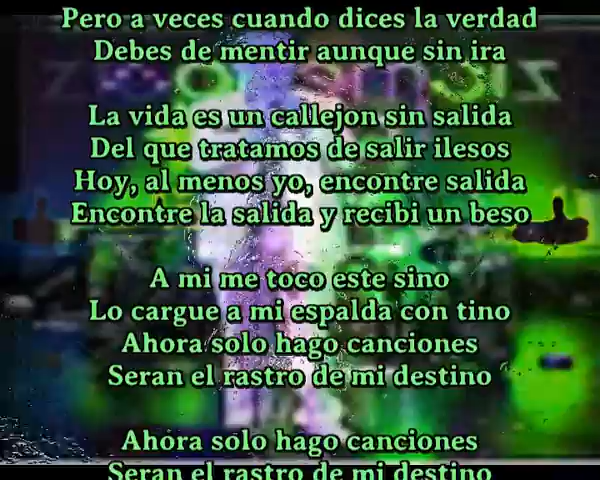 Pero a veces cuando dices la verdad
Debes de mentir aunque sin ira
La vida es un callejon sin salida
Del que tratamos de salir ilesos
Hoy, al menos yo, encontre salida
Encontre la salida y recibi un beso
A mi me toco este sino
Lo cargue a mi espalda con tino
Ahora solo hago canciones
Seran el rastro de mi destino
Ahora solo hago canciones
Seran el rastro de mi destino